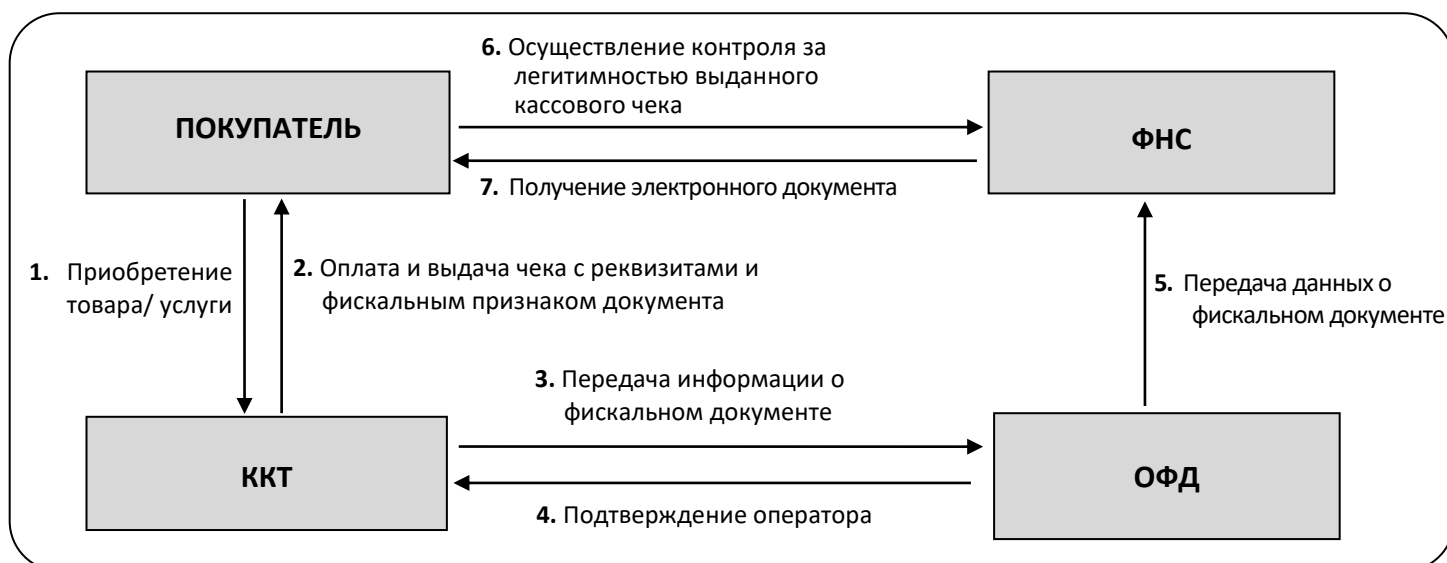 6. Осуществление контроля за
легитимностью выданного
кассового чека
ПОКУПАТЕЛЬ
ФНС
7. Получение электронного документа
1. Приобретение
товара/ услуги
2. Оплата и выдача чека с реквизитами и
фискальным признаком документа
5. Передача данных о
фискальном документе
3. Передача информации о
фискальном документе
ККТ
ОФД
4. Подтверждение оператора